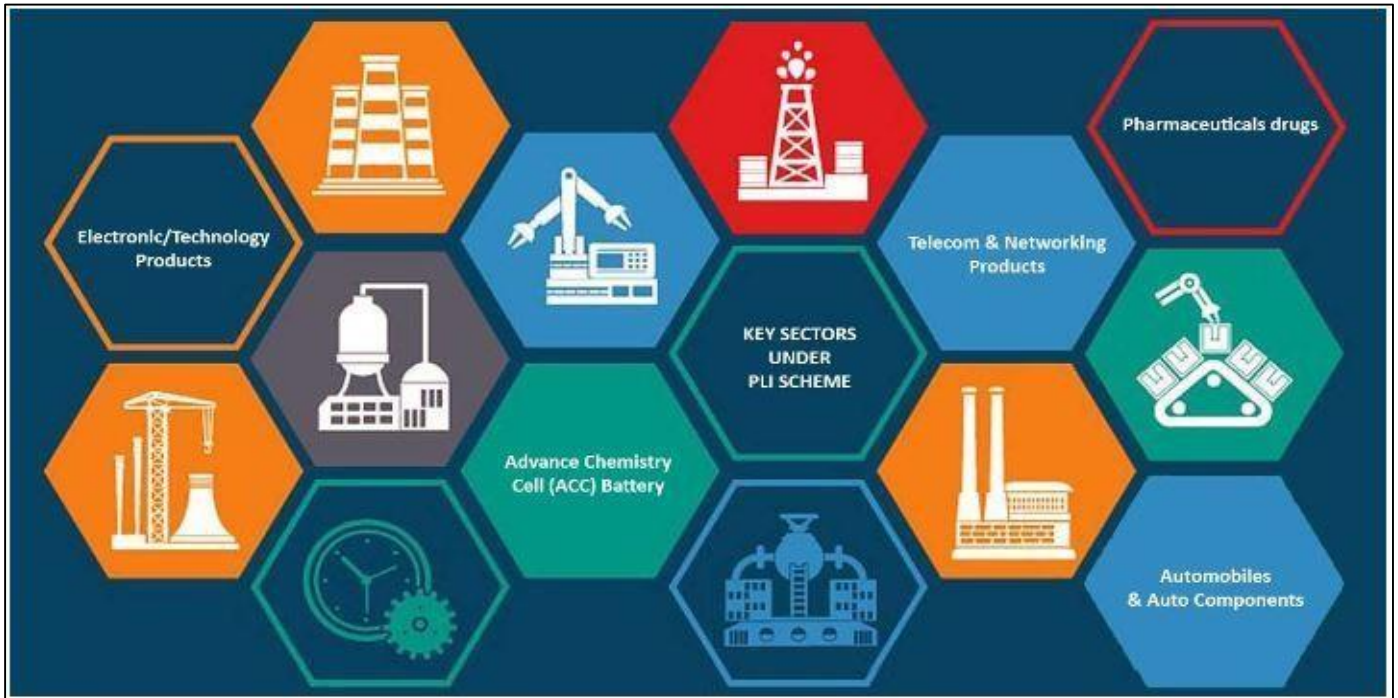 Pharmaceuticals drugs
Electronic/Technology
Products
Telecom & Networking
Products
KEY SECTORS
UNDER
PLI SCHEME
Advance Chemistry
Cell (ACC) Battery
Automobiles
& Auto Components